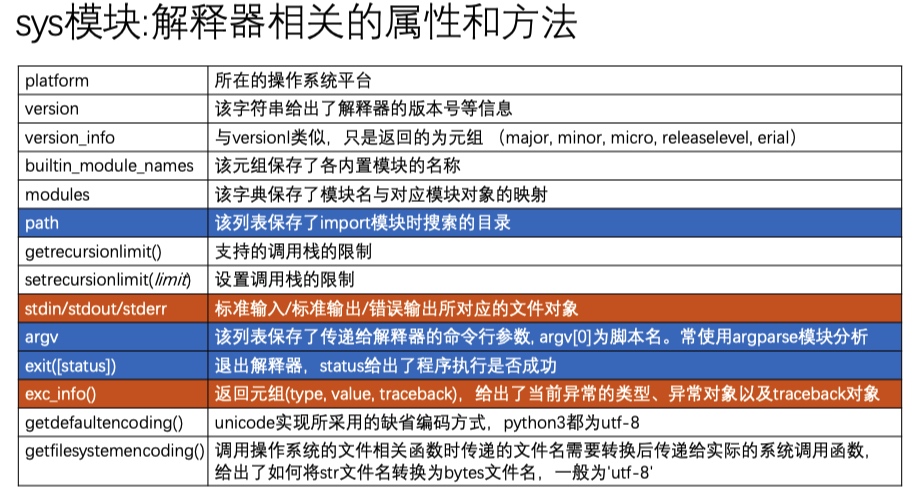 sys模块:解释器相关的属性和方法
platform 所在的操作系统平台
version 该字符串给出了解释器的版本号等信息
version_info 与versionl类似，只是返回的为元组 （major, minor, micro, releaselevel, erial）
builtin_module_names 该元组保存了各内置模块的名称
modules 该字典保存了模块名与对应模块对象的映射
path 该列表保存了import模块时搜索的目录
getrecursionlimit() 支持的调用栈的限制
setrecursionlimit(limit) 设置调用栈的限制
stdin/stdout/stderr 标准输入/标准输出/错误输出所对应的文件对象
argv 该列表保存了传递给解释器的命令行参数, argv[0]为脚本名。常使用argparse模块分析
exit([status]) 退出解释器，status给出了程序执行是否成功
exc_info() 返回元组(type, value, traceback)，给出了当前异常的类型、异常对象以及traceback对象
getdefaultencoding() unicode实现所采用的缺省编码方式，python3都为utf-8
getfilesystemencoding() 调用操作系统的文件相关函数时传递的文件名需要转换后传递给实际的系统调用函数，
给出了如何将str文件名转换为bytes文件名，一般为'utf-8'